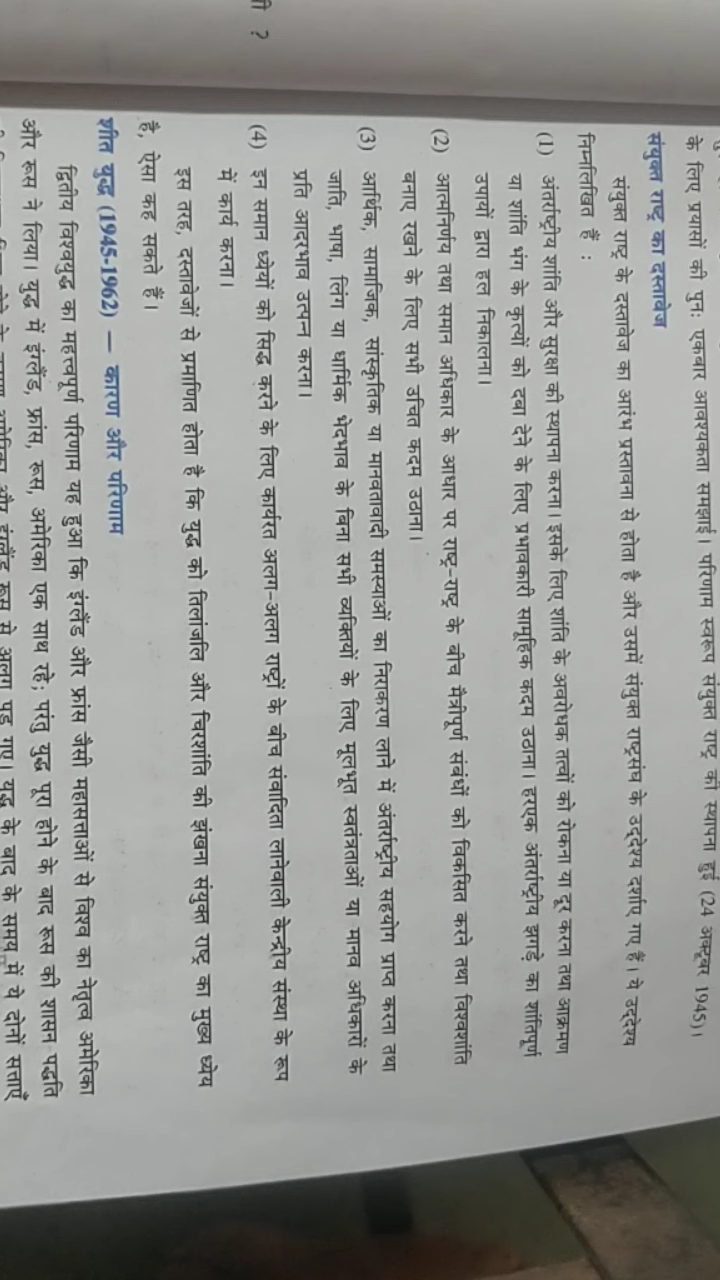 के लिए प्रयासों की पुनः एकबार आवश्यकता समझाई। परिणाम स्वरूप संयुक्त राष्ट्र की स्थापना हुई (24 अक्टूबर 1945)।
संयुक्त राष्ट्र का दस्तावेज
संयुक्त राष्ट्र के दस्तावेज का आरंभ प्रस्तावना से होता है और उसमें संयुक्त राष्ट्रसंघ के उद्देश्य दर्शाए गए हैं। ये उद्देश्य
निम्नलिखित हैं :
(1) अंतर्राष्ट्रीय शांति और सुरक्षा की स्थापना करना। इसके लिए शांति के अवरोधक तत्वों को रोकना या दूर करना तथा आक्रमण
या शांति भंग के कृत्यों को दबा देने के लिए प्रभावकारी सामूहिक कदम उठाना। हरएक अंतर्राष्ट्रीय झगड़े का शांतिपूर्ण
उपायों द्वारा हल निकालना।
(2) आत्मनिर्णय तथा समान अधिकार के आधार पर राष्ट्र-राष्ट्र के बीच मैत्रीपूर्ण संबंधों को विकसित करने तथा विश्वशांति
बनाए रखने के लिए सभी उचित कदम उठाना।
(3) आर्थिक, सामाजिक, सांस्कृतिक या मानवतावादी समस्याओं का निराकरण लाने में अंतर्राष्ट्रीय सहयोग प्राप्त करना तथा
जाति, भाषा, लिंग या धार्मिक भेदभाव के बिना सभी व्यक्तियों के लिए मूलभूत स्वतंत्रताओं या मानव अधिकारों के
प्रति आदरभाव उत्पन्न करना।
(4) इन समान ध्येयों को सिद्ध करने के लिए कार्यरत अलग-अलग राष्ट्रों के बीच संवादिता लानेवाली केन्द्रीय संस्था के रूप
में कार्य करना।
इस तरह, दस्तावेजों से प्रमाणित होता है कि युद्ध को तिलांजलि और चिरशांति की झंखना संयुक्त राष्ट्र का मुख्य ध्येय
है, ऐसा कह सकते हैं।
शीत युद्ध (1945-1962) – कारण और परिणाम
द्वितीय विश्वयुद्ध का महत्त्वपूर्ण परिणाम यह हुआ कि इंग्लैंड और फ्रांस जैसी महासत्ताओं से विश्व का नेतृत्व अमेरिका
और रूस ने लिया। युद्ध में इंग्लैंड, फ्रांस, रूस, अमेरिका एक साथ रहे; परंतु युद्ध पूरा होने के बाद रूस की शासन पद्धति
अमेरिका और इंग्लैंड रूस से अलग पड़ गए। युद्ध के बाद के समय में ये दोनों सत्ताएँ